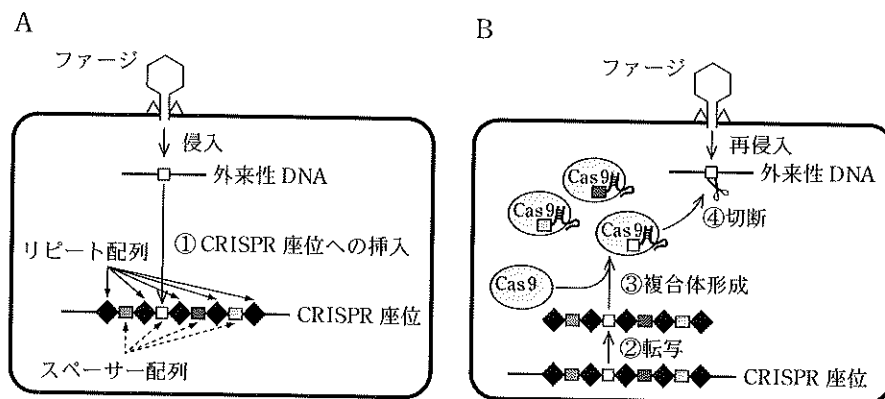 A
ファージ
侵入
外来性 DNA
① CRISPR 座位への挿入
リピート配列
CRISPR 座位
スペーサー配列
B
ファージ
再侵入
外来性 DNA
Cas9
Cas9
Cas9
④切断
Cas9
③複合体形成
②転写
CRISPR 座位